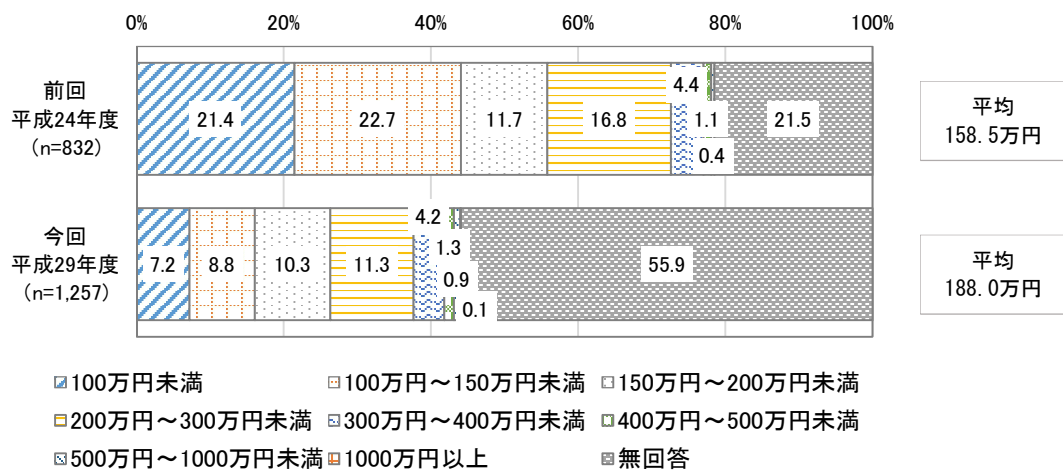 0% 20% 40% 60% 80% 100%
前回
平成24年度
(n=832)
21.4 22.7 11.7 16.8 4.4 1.1 0.4 21.5
平均
158.5万円
今回
平成29年度
(n=1,257)
7.2 8.8 10.3 11.3 4.2 1.3 0.9 0.1 55.9
平均
188.0万円
100万円未満 100万円～150万円未満 150万円～200万円未満
200万円～300万円未満 300万円～400万円未満 400万円～500万円未満
500万円～1000万円未満 1000万円以上 無回答